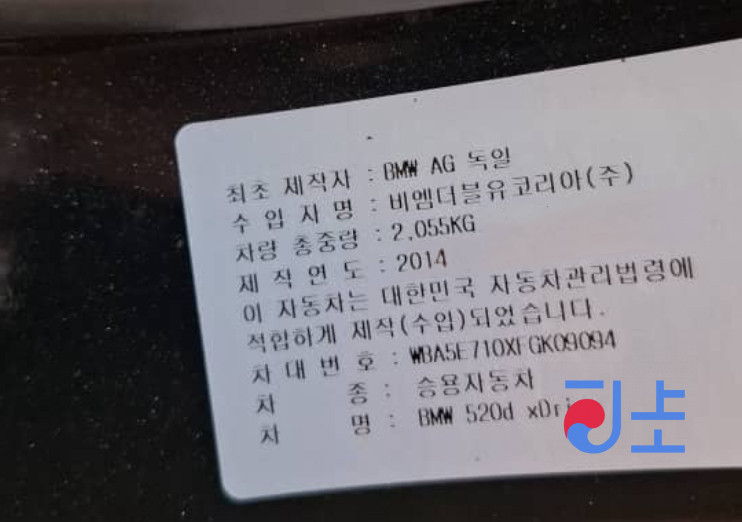 최초 제작자 : BMW AG 독일
수 입 자 명 : 비엠더블유코리아(주)
차량 총중량 : 2,055KG
제 작 연 도 : 2014
이 자동차는 대한민국 자동차관리법령에
적합하게 제작(수입)되었습니다.
차 대 번 호 : WBA5E710XFGK09094
차 종 : 승용자동차
차 명 : BMW 520d xDri